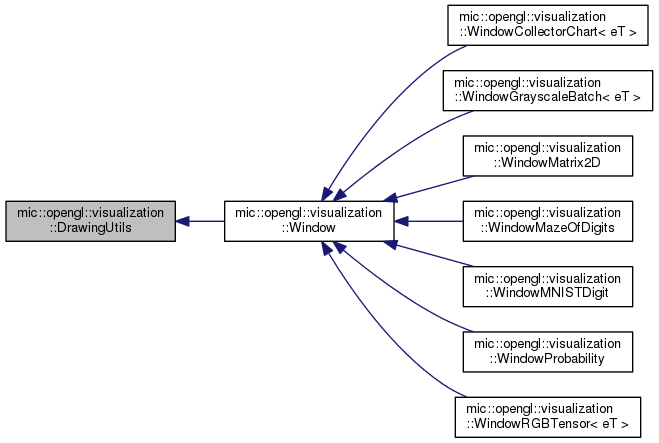 mic::opengl::visualization
::DrawingUtils
mic::opengl::visualization
::Window
mic::opengl::visualization
::WindowCollectorChart< eT >
mic::opengl::visualization
::WindowGrayscaleBatch< eT >
mic::opengl::visualization
::WindowMatrix2D
mic::opengl::visualization
::WindowMazeOfDigits
mic::opengl::visualization
::WindowMNISTDigit
mic::opengl::visualization
::WindowProbability
mic::opengl::visualization
::WindowRGBTensor< eT >